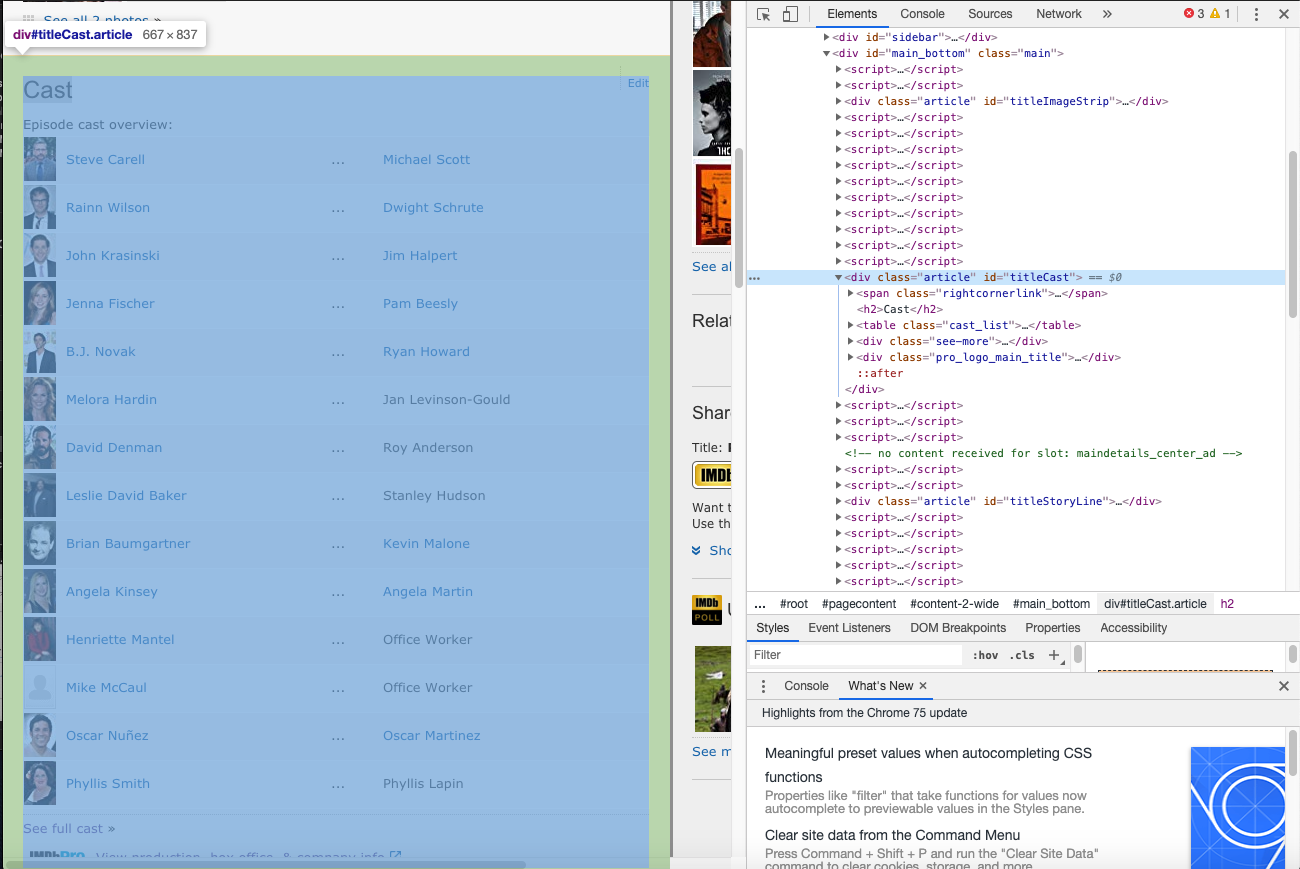 See all 2 photos »
div#titleCast.article 667 × 837
Cast
Edit
Episode cast overview:
Steve Carell ... Michael Scott
Rainn Wilson ... Dwight Schrute
John Krasinski ... Jim Halpert
Jenna Fischer ... Pam Beesly
B.J. Novak ... Ryan Howard
Melora Hardin ... Jan Levinson-Gould
David Denman ... Roy Anderson
Leslie David Baker ... Stanley Hudson
Brian Baumgartner ... Kevin Malone
Angela Kinsey ... Angela Martin
Henriette Mantel ... Office Worker
Mike McCaul ... Office Worker
Oscar Nuñez ... Oscar Martinez
Phyllis Smith ... Phyllis Lapin
See full cast »
IMDbPro View production, box office, & company info
See al
Relat
Shar
Title:
IMDb
Want t
Use th
Sho
IMDb
POLL
See m
Elements Console Sources Network » 3 1
<div id="sidebar">…</div>
<div id="main_bottom" class="main">
<script>…</script>
<script>…</script>
<div class="article" id="titleImageStrip">…</div>
<script>…</script>
<script>…</script>
<script>…</script>
<script>…</script>
<script>…</script>
<script>…</script>
<script>…</script>
<script>…</script>
<script>…</script>
<script>…</script>
<div class="article" id="titleCast"> == $0
<span class="rightcornerlink">…</span>
<h2>Cast</h2>
<table class="cast_list">…</table>
<div class="see-more">…</div>
<div class="pro_logo_main_title">…</div>
::after
</div>
<script>…</script>
<script>…</script>
<script>…</script>
<!-- no content received for slot: maindetails_center_ad -->
<script>…</script>
<script>…</script>
<div class="article" id="titleStoryLine">…</div>
<script>…</script>
<script>…</script>
<script>…</script>
<script>…</script>
<script>…</script>
... #root #pagecontent #content-2-wide #main_bottom div#titleCast.article h2
Styles Event Listeners DOM Breakpoints Properties Accessibility
Filter :hov .cls +
Console What's New ×
Highlights from the Chrome 75 update
Meaningful preset values when autocompleting CSS
functions
Properties like "filter" that take functions for values now
autocomplete to previewable values in the Styles pane.
Clear site data from the Command Menu
Press Command + Shift + P and run the "Clear Site Data"
command to clear cookies, storage, and more.